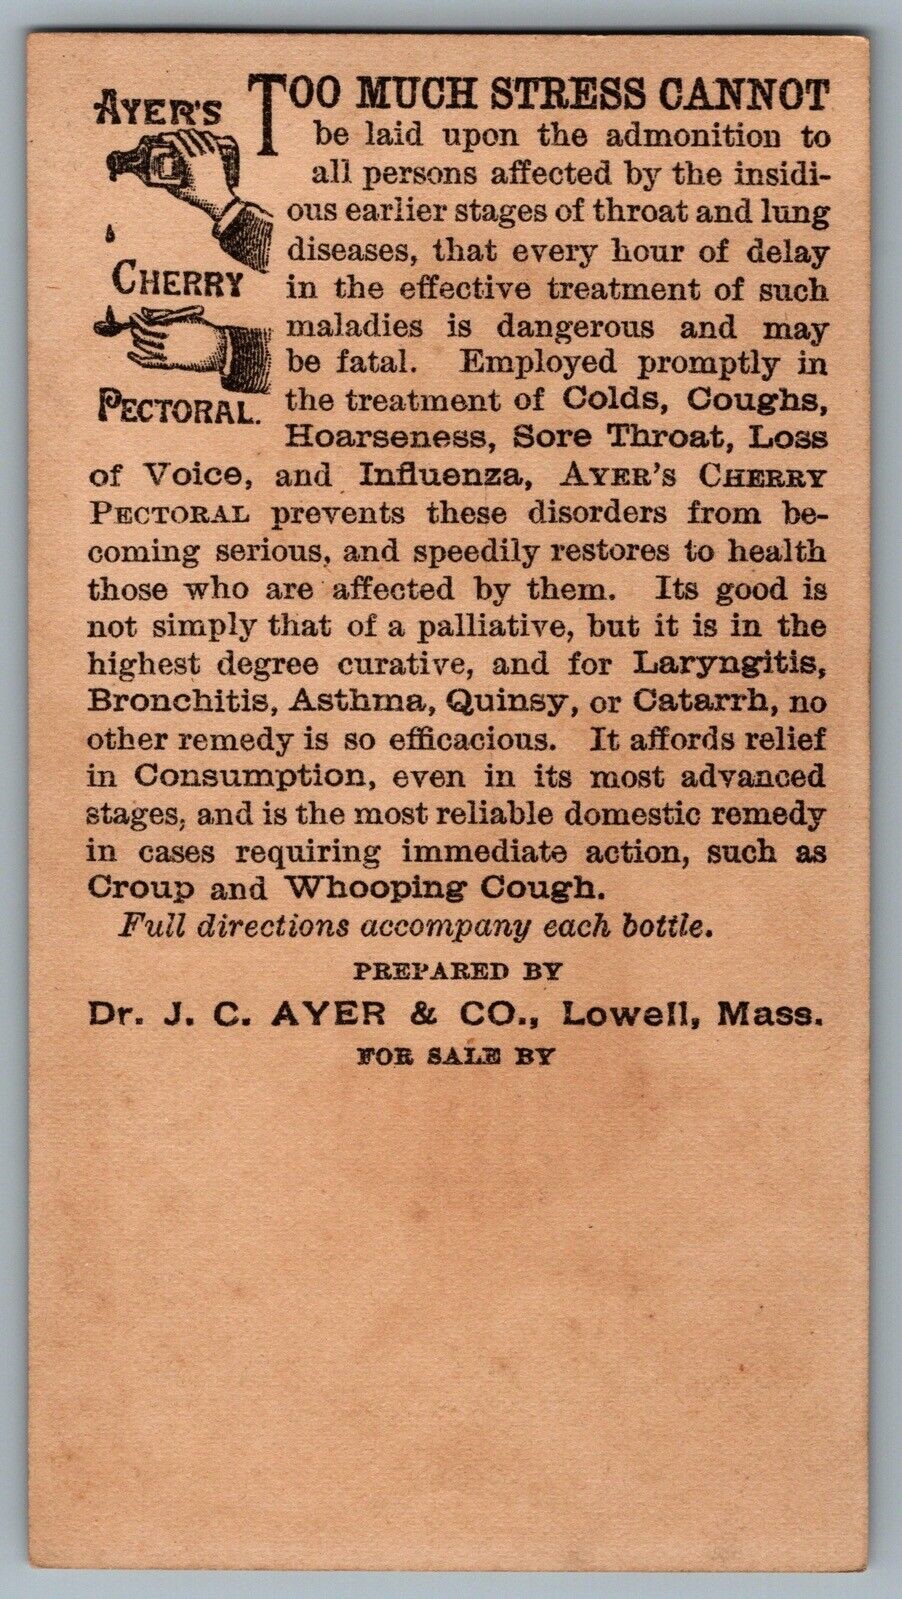 AYER'S
CHERRY
PECTORAL.
TOO MUCH STRESS CANNOT
be laid upon the admonition to
all persons affected by the insidi-
ous earlier stages of throat and lung
diseases, that every hour of delay
in the effective treatment of such
maladies is dangerous and may
be fatal. Employed promptly in
the treatment of Colds, Coughs,
Hoarseness, Sore Throat, Loss
of Voice, and Influenza, AYER'S CHERRY
PECTORAL prevents these disorders from be-
coming serious, and speedily restores to health
those who are affected by them. Its good is
not simply that of a palliative, but it is in the
highest degree curative, and for Laryngitis,
Bronchitis, Asthma, Quinsy, or Catarrh, no
other remedy is so efficacious. It affords relief
in Consumption, even in its most advanced
stages, and is the most reliable domestic remedy
in cases requiring immediate action, such as
Croup and Whooping Cough.
Full directions accompany each bottle.
PREPARED BY
Dr. J. C. AYER & CO., Lowell, Mass.
FOR SALE BY